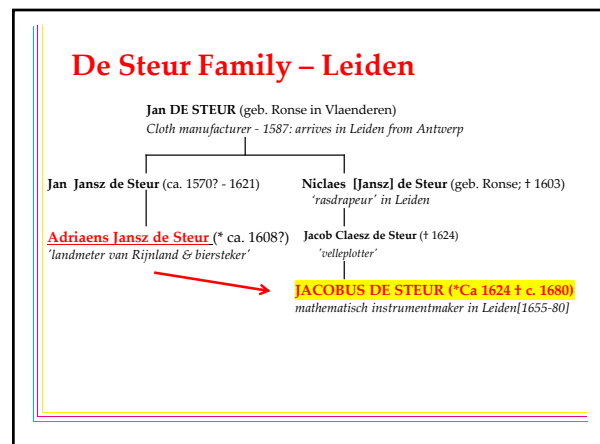 De Steur Family – Leiden
Jan DE STEUR (geb. Ronse in Vlaenderen)
Cloth manufacturer - 1587: arrives in Leiden from Antwerp
Jan Jansz de Steur (ca. 1570? - 1621)
Niclaes [Jansz] de Steur (geb. Ronse; † 1603)
'rasdrapeur' in Leiden
Adriaens Jansz de Steur (* ca. 1608?)
'landmeter van Rijnland & biersteker'
Jacob Claesz de Steur († 1624)
'velleplotter'
JACOBUS DE STEUR (*Ca 1624 † c. 1680)
mathematisch instrumentmaker in Leiden[1655-80]